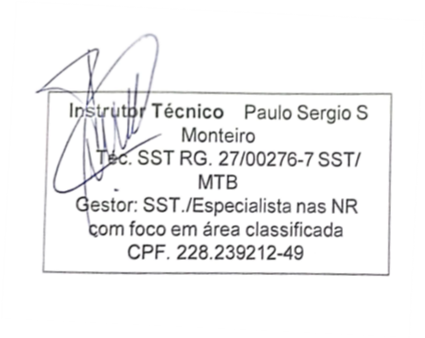 Instrutor Técnico Paulo Sergio S
Monteiro
Téc. SST RG. 27/00276-7 SST/
MTB
Gestor: SST./Especialista nas NR
com foco em área classificada
CPF. 228.239212-49